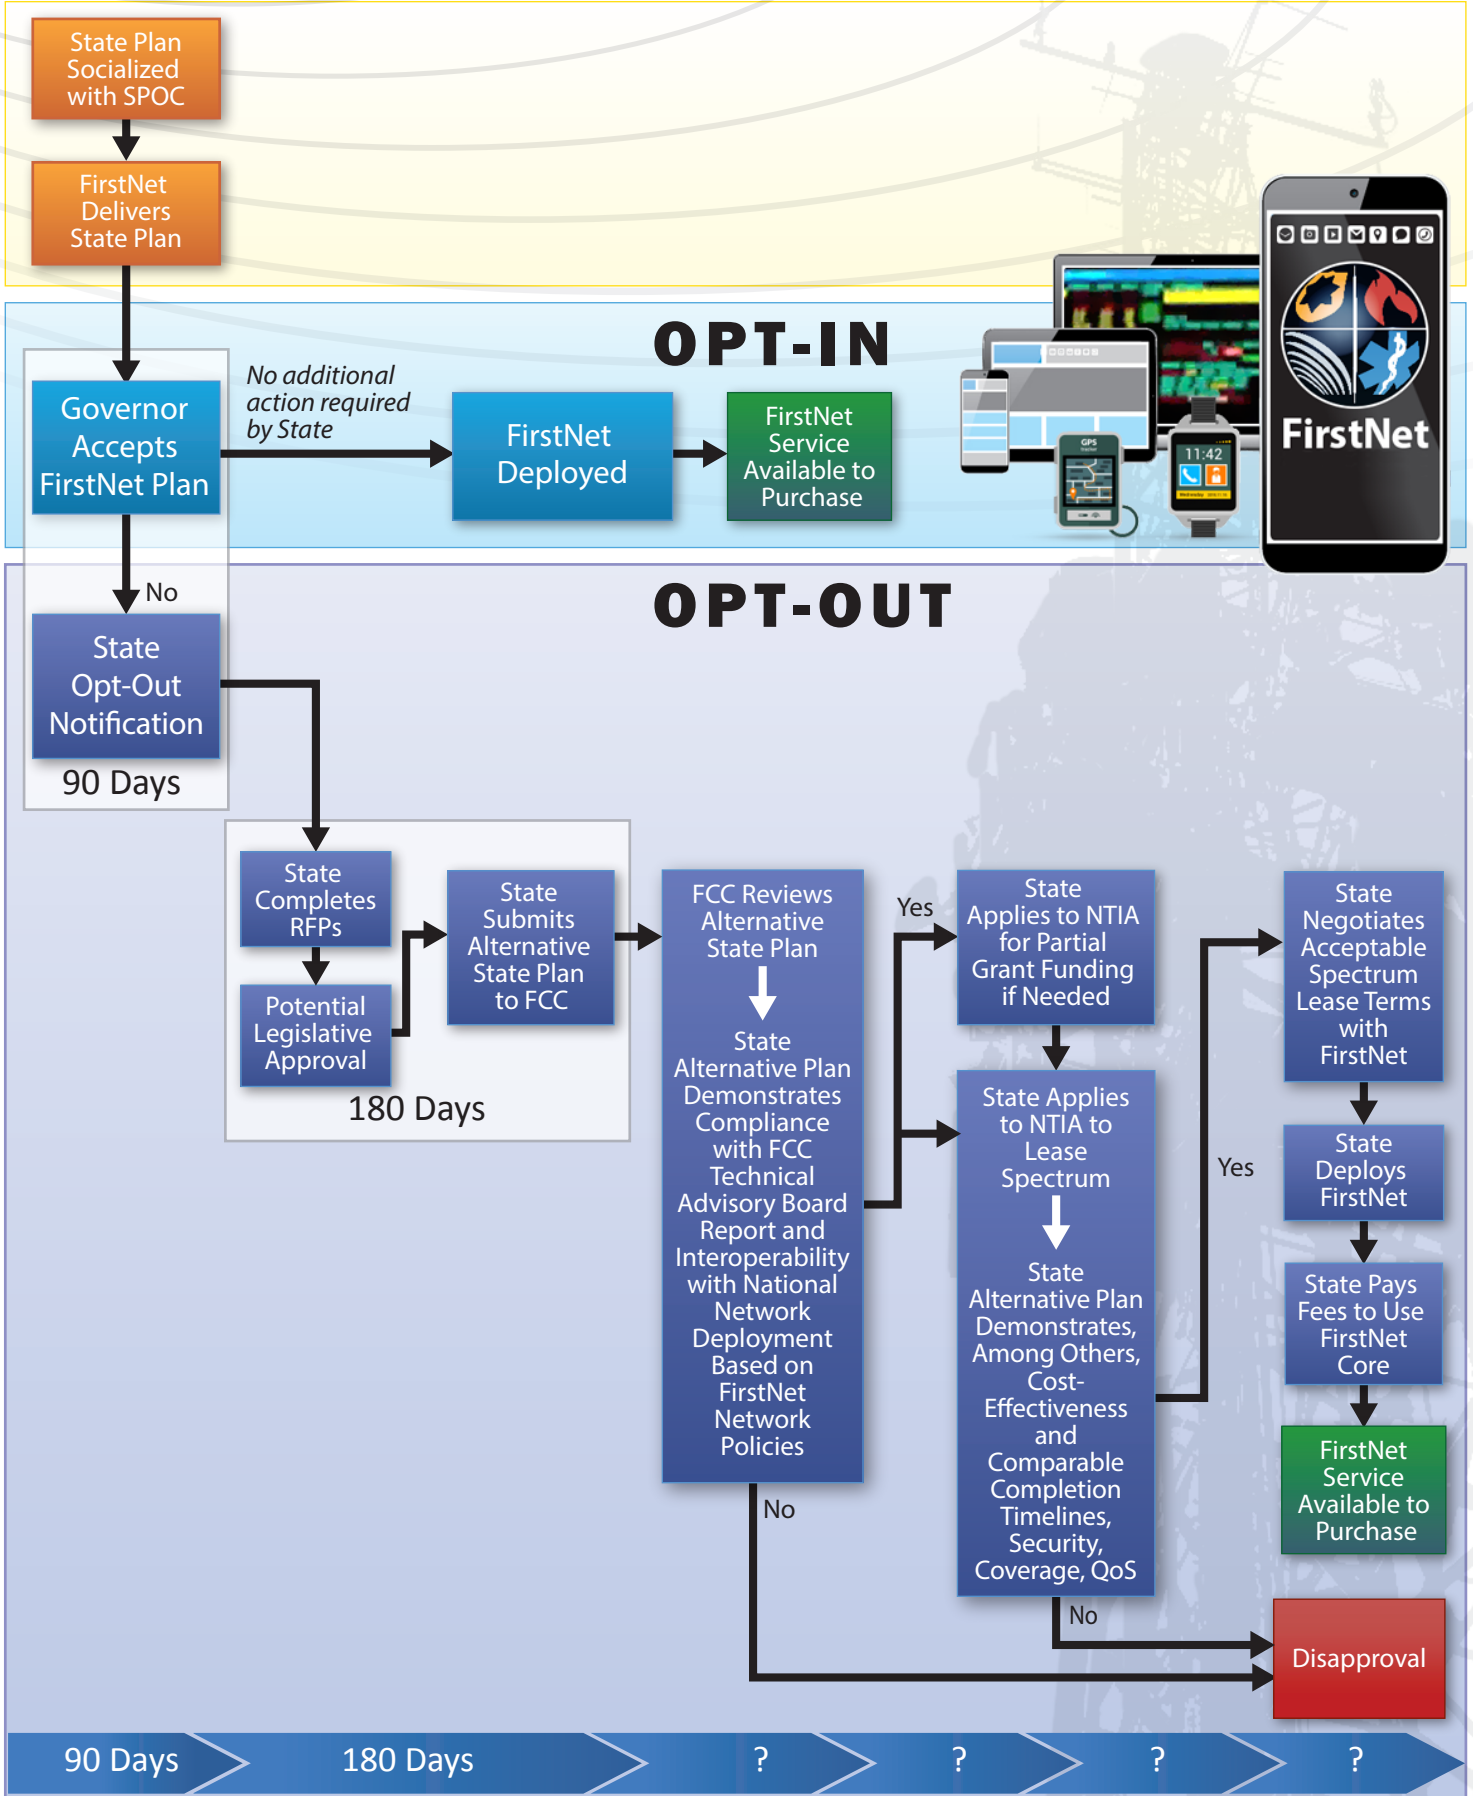 State Plan
Socialized
with SPOC
FirstNet
Delivers
State Plan
OPT-IN
Governor
Accepts
FirstNet Plan
No additional
action required
by State
FirstNet
Deployed
FirstNet
Service
Available to
Purchase
GPS
tracker
11:42
Wednesday
FirstNet
No
OPT-OUT
State
Opt-Out
Notification
90 Days
State
Completes
RFPs
Potential
Legislative
Approval
State
Submits
Alternative
State Plan
to FCC
180 Days
FCC Reviews
Alternative
State Plan
State
Alternative Plan
Demonstrates
Compliance
with FCC
Technical
Advisory Board
Report and
Interoperability
with National
Network
Deployment
Based on
FirstNet
Network
Policies
Yes
No
State
Applies to NTIA
for Partial
Grant Funding
if Needed
State Applies
to NTIA to
Lease
Spectrum
State
Alternative Plan
Demonstrates,
Among Others,
Cost-
Effectiveness
and
Comparable
Completion
Timelines,
Security,
Coverage, QoS
Yes
No
State
Negotiates
Acceptable
Spectrum
Lease Terms
with
FirstNet
State
Deploys
FirstNet
State Pays
Fees to Use
FirstNet
Core
FirstNet
Service
Available to
Purchase
Disapproval
90 Days
180 Days
?
?
?
?